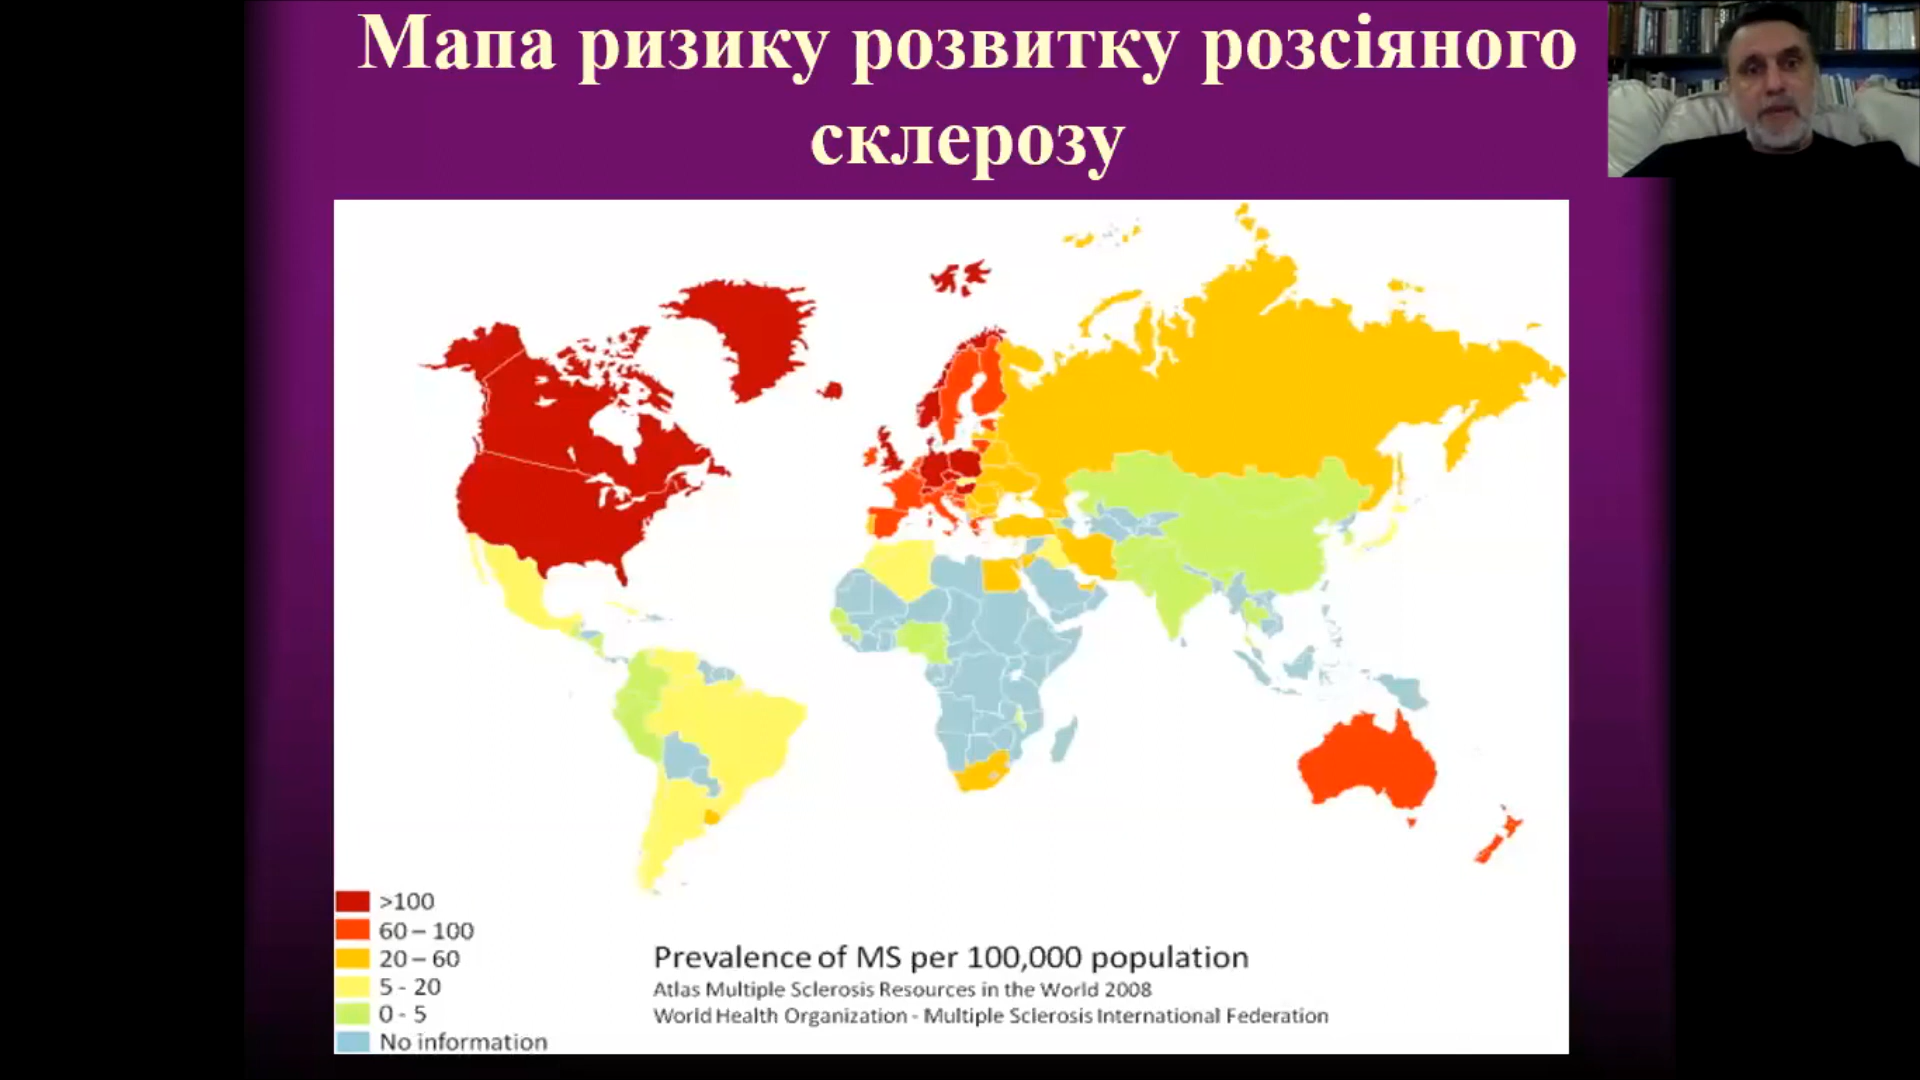 Мапа ризику розвитку розсіяного
склерозу
>100
60 – 100
20 – 60
5 - 20
0 - 5
No information
Prevalence of MS per 100,000 population
Atlas Multiple Sclerosis Resources in the World 2008
World Health Organization - Multiple Sclerosis International Federation